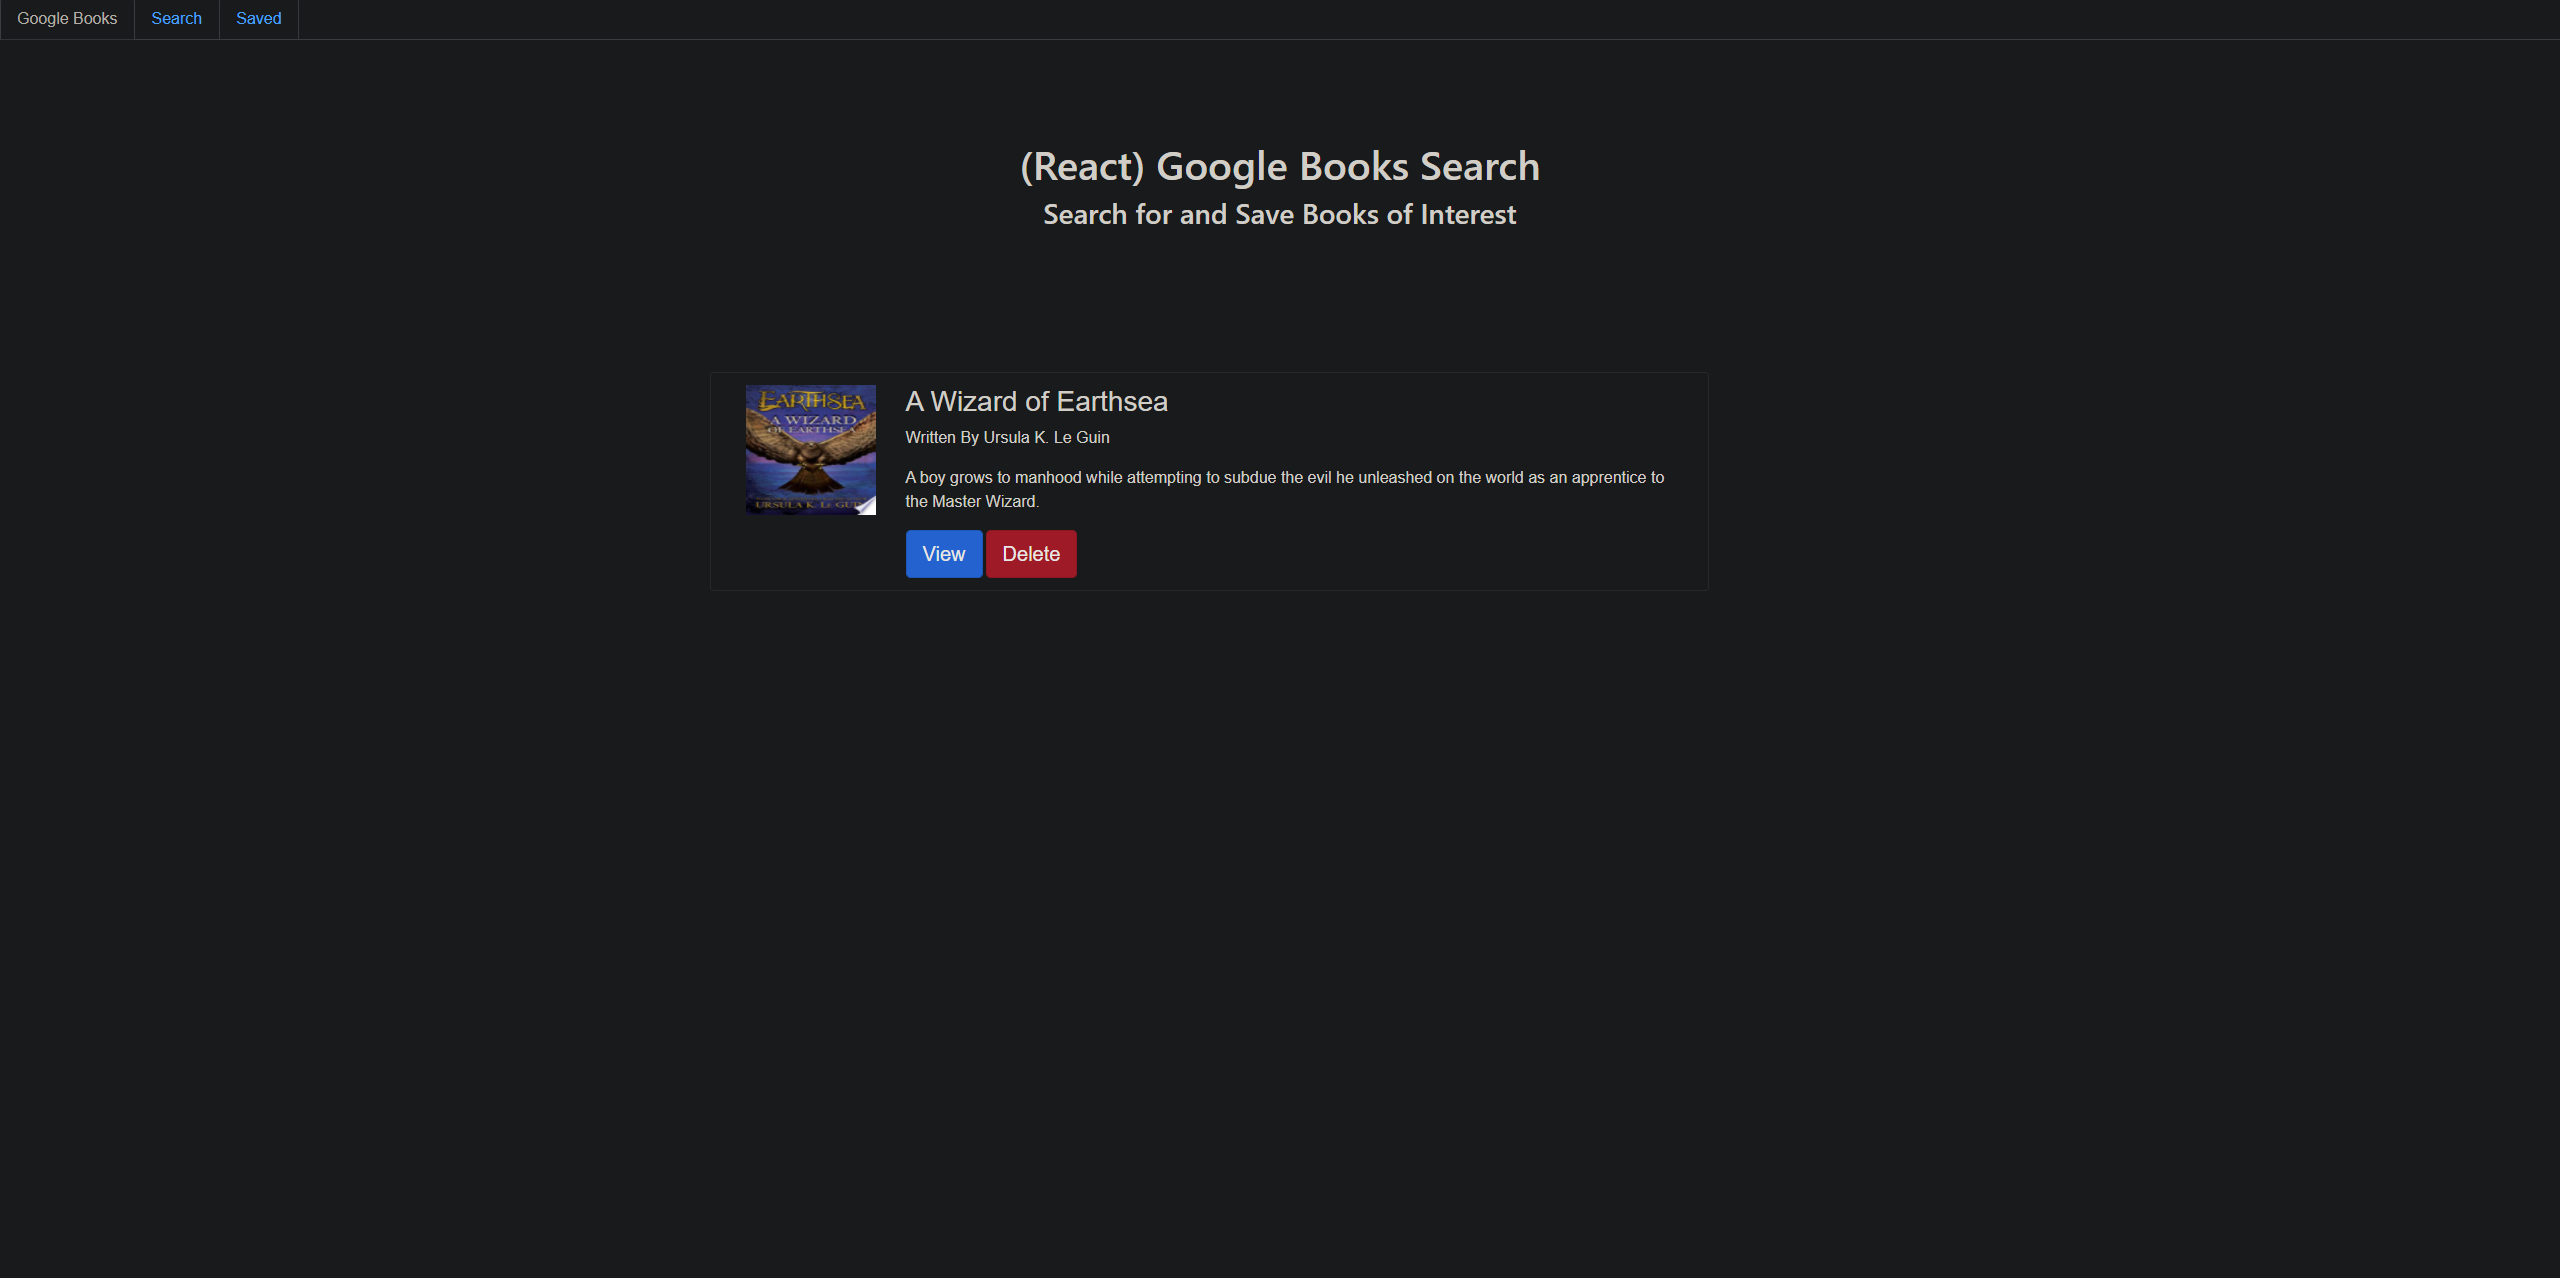 Google Books Search Saved
(React) Google Books Search
Search for and Save Books of Interest
EARTHSEA
A WIZARD
OF EARTHSEA
URSULA K. LE GUIN
A Wizard of Earthsea
Written By Ursula K. Le Guin
A boy grows to manhood while attempting to subdue the evil he unleashed on the world as an apprentice to
the Master Wizard.
View Delete